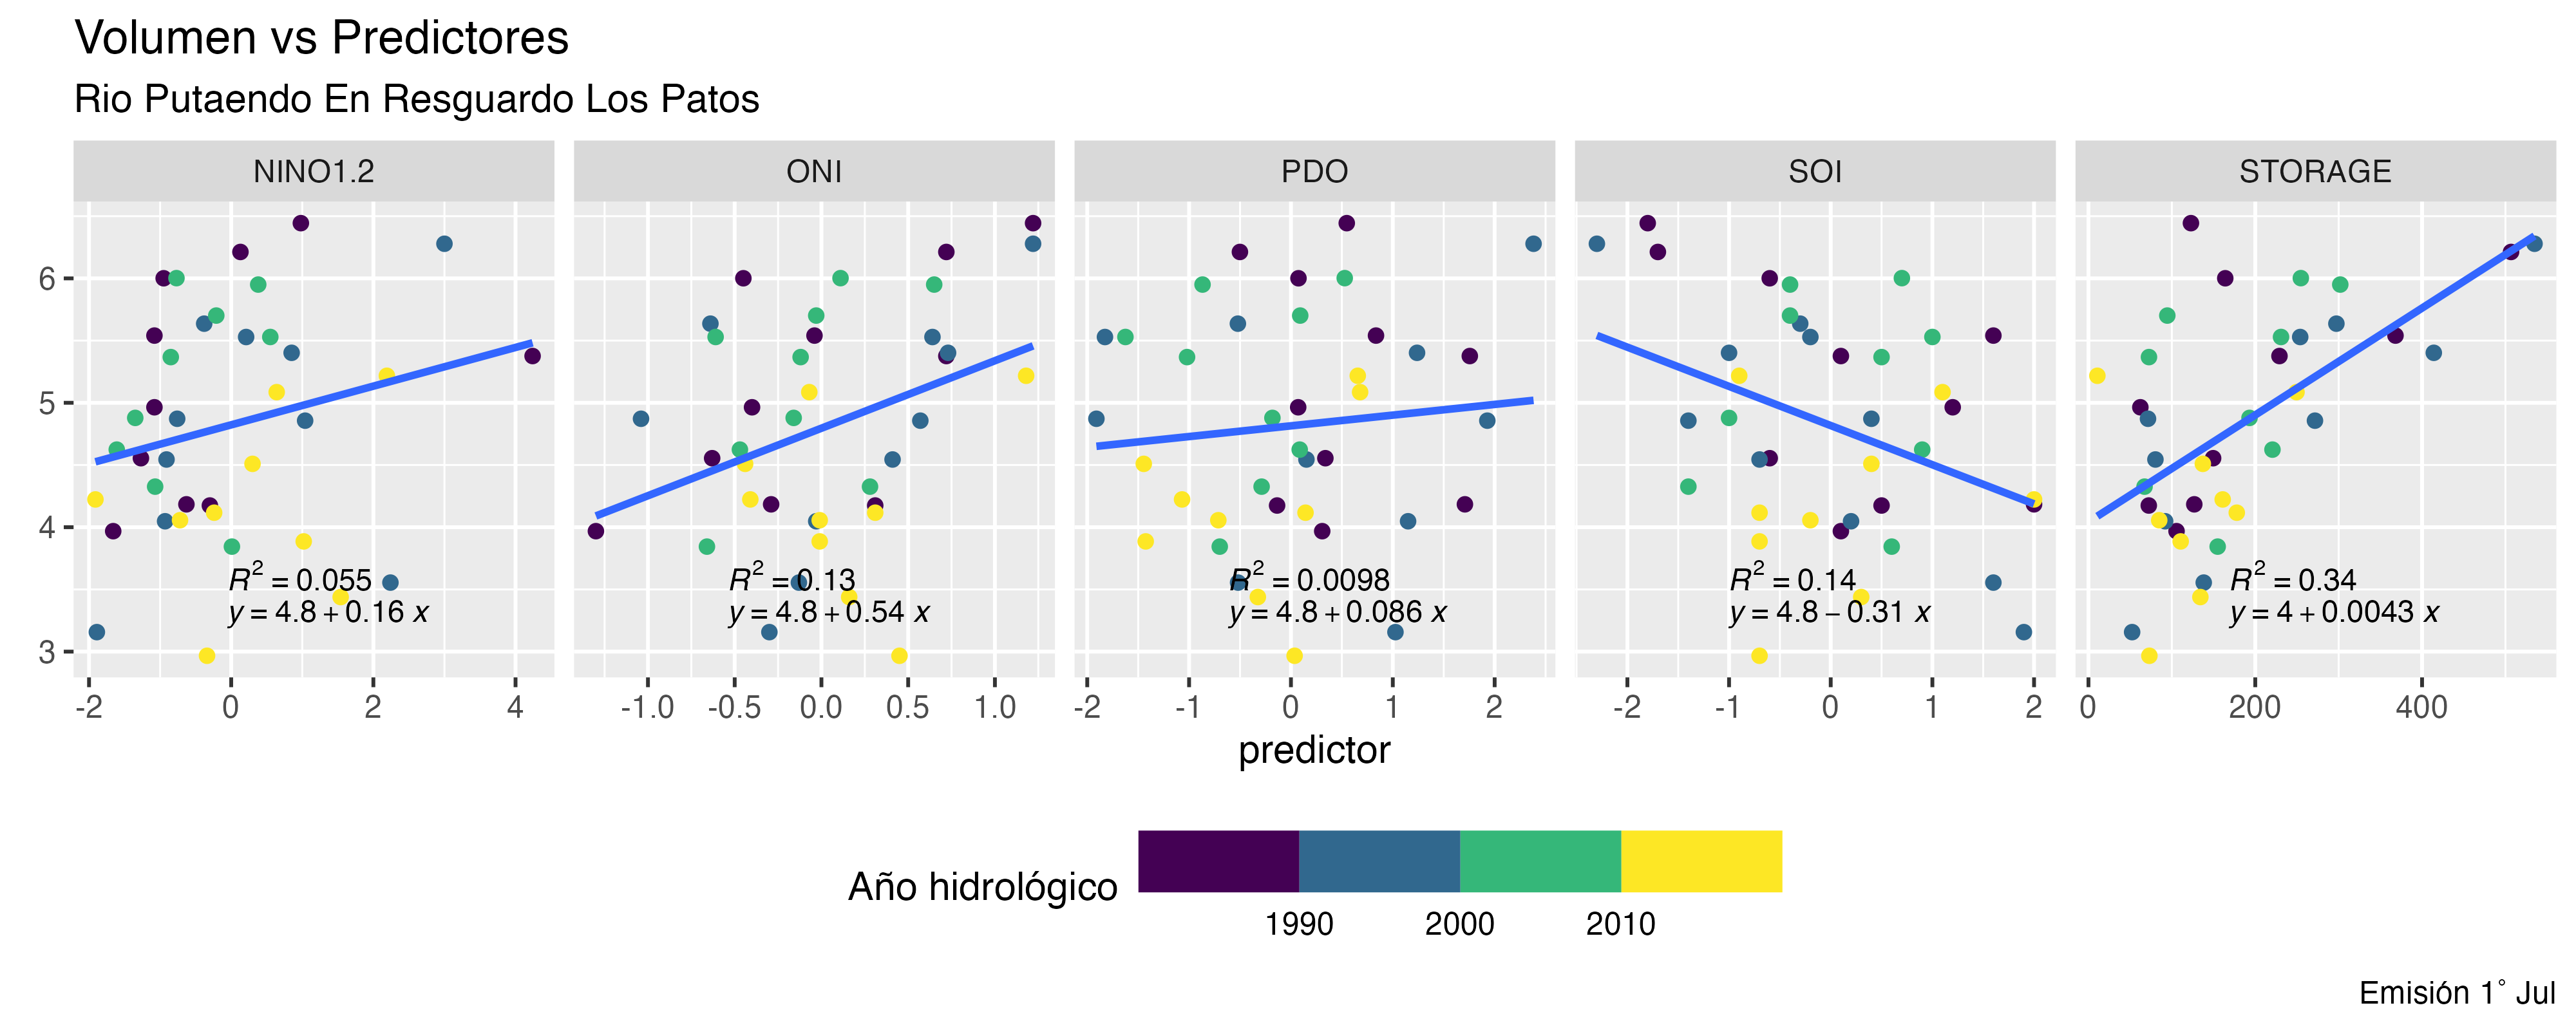 Volumen vs Predictores
Rio Putaendo En Resguardo Los Patos
NINO1.2 ONI PDO SOI STORAGE
6
5
4
3
R² = 0.055 R² = 0.13 R² = 0.0098 R² = 0.14 R² = 0.34
y = 4.8 + 0.16 x y = 4.8 + 0.54 x y = 4.8 + 0.086 x y = 4.8 − 0.31 x y = 4 + 0.0043 x
-2 0 2 4 -1.0 -0.5 0.0 0.5 1.0 -2 -1 0 1 2 -2 -1 0 1 2 0 200 400
predictor
Año hidrológico
1990 2000 2010
Emisión 1° Jul